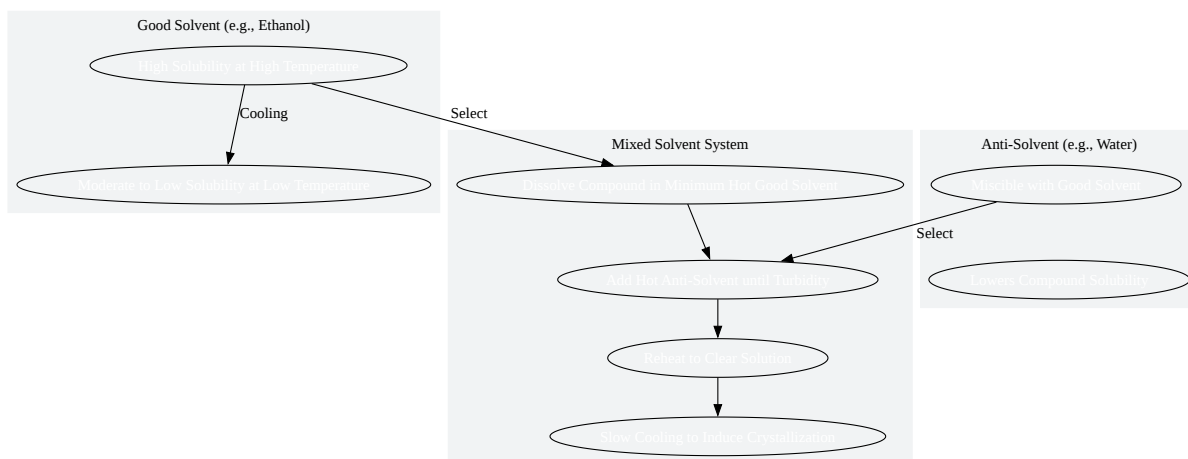 Good Solvent (e.g., Ethanol)
High Solubility at High Temperature
Cooling
Select
Moderate to Low Solubility at Low Temperature
Mixed Solvent System
Anti-Solvent (e.g., Water)
Dissolve Compound in Minimum Hot Good Solvent
Miscible with Good Solvent
Select
Add Hot Anti-Solvent until Turbidity
Lowers Compound Solubility
Reheat to Clear Solution
Slow Cooling to Induce Crystallization